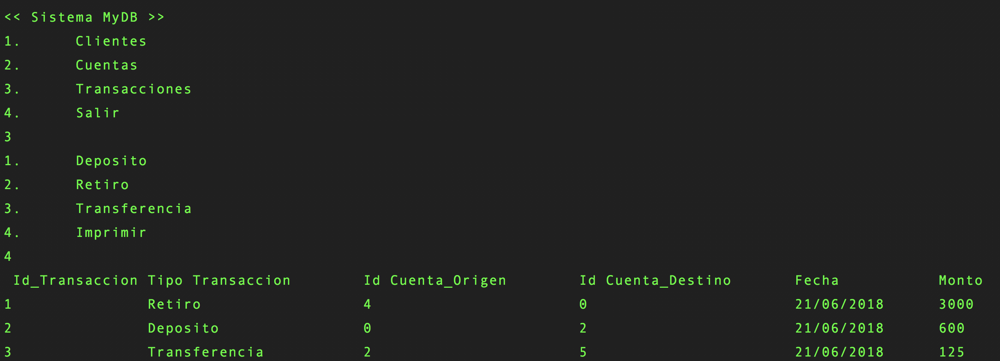 << Sistema MyDB >>
1. Clientes
2. Cuentas
3. Transacciones
4. Salir
3
1. Deposito
2. Retiro
3. Transferencia
4. Imprimir
4
Id_Transaccion Tipo Transaccion Id Cuenta_Origen Id Cuenta_Destino Fecha Monto
1 Retiro 4 0 21/06/2018 3000
2 Deposito 0 2 21/06/2018 600
3 Transferencia 2 5 21/06/2018 125